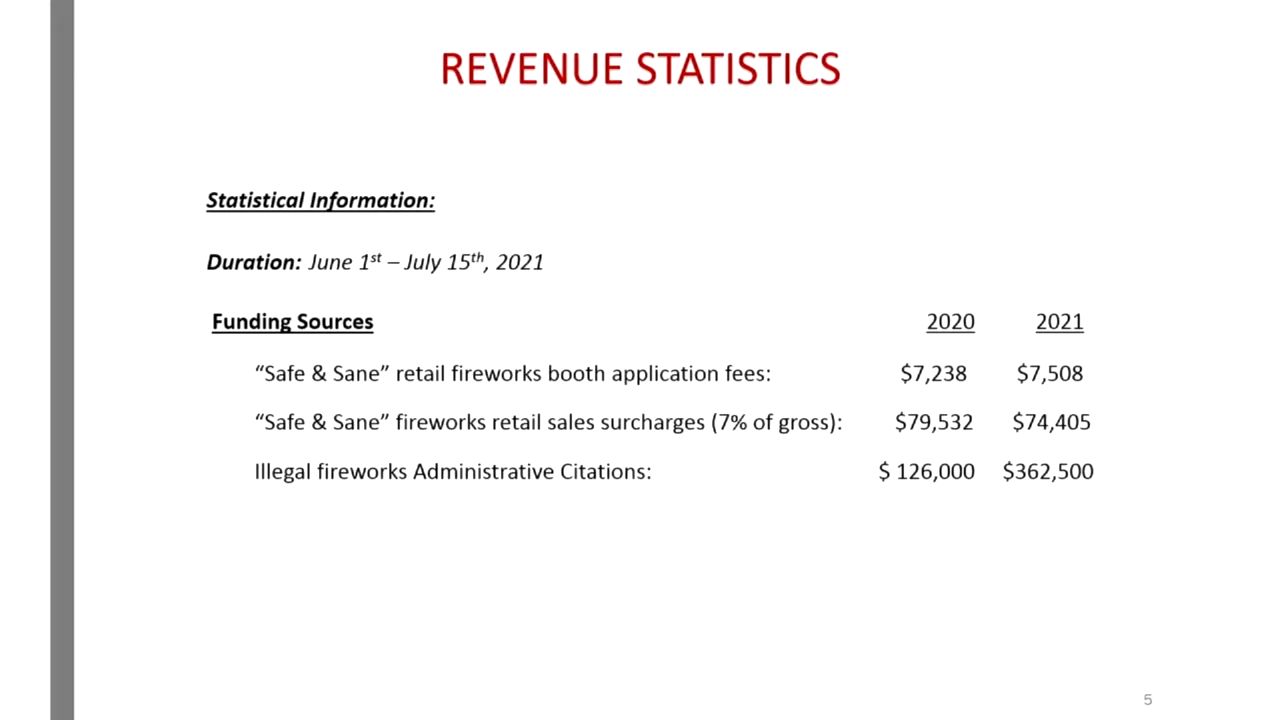 REVENUE STATISTICS
Statistical Information:
Duration: June 1st – July 15th, 2021
Funding Sources 2020 2021
“Safe & Sane” retail fireworks booth application fees: $7,238 $7,508
“Safe & Sane” fireworks retail sales surcharges (7% of gross): $79,532 $74,405
Illegal fireworks Administrative Citations: $ 126,000 $362,500
5